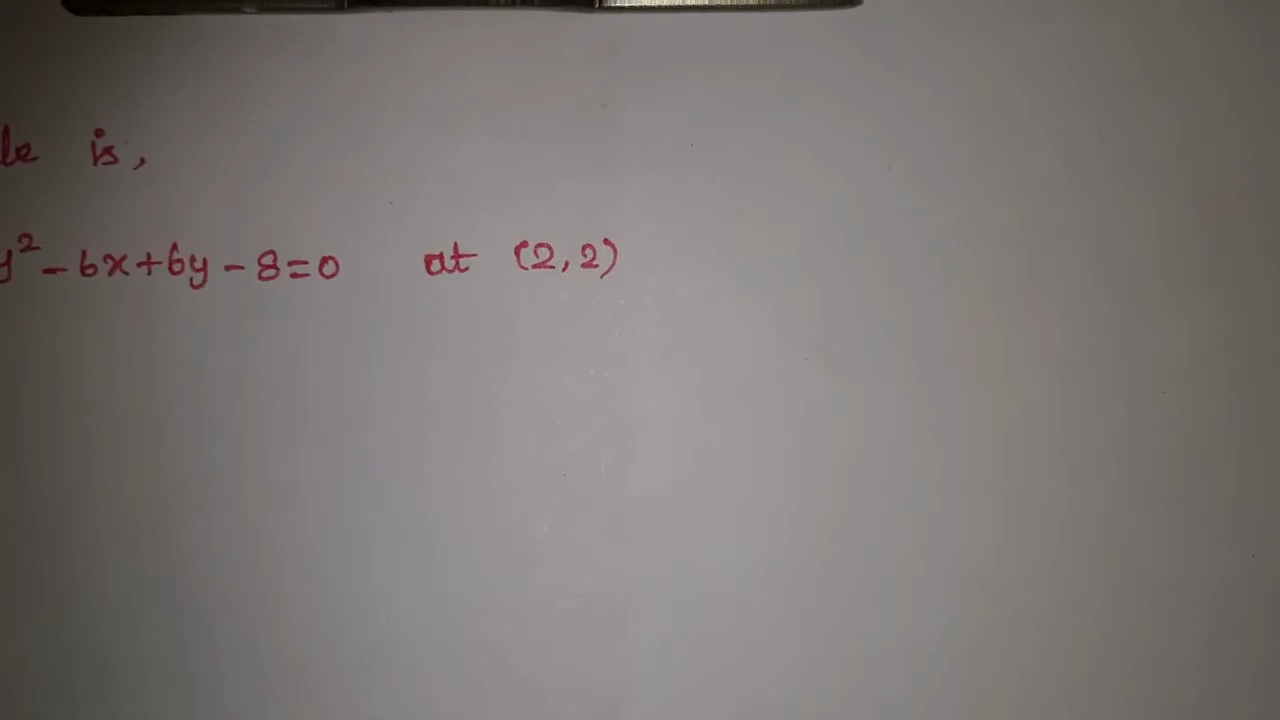 le is,
y² - 6x + 6y - 8 = 0 at (2, 2)